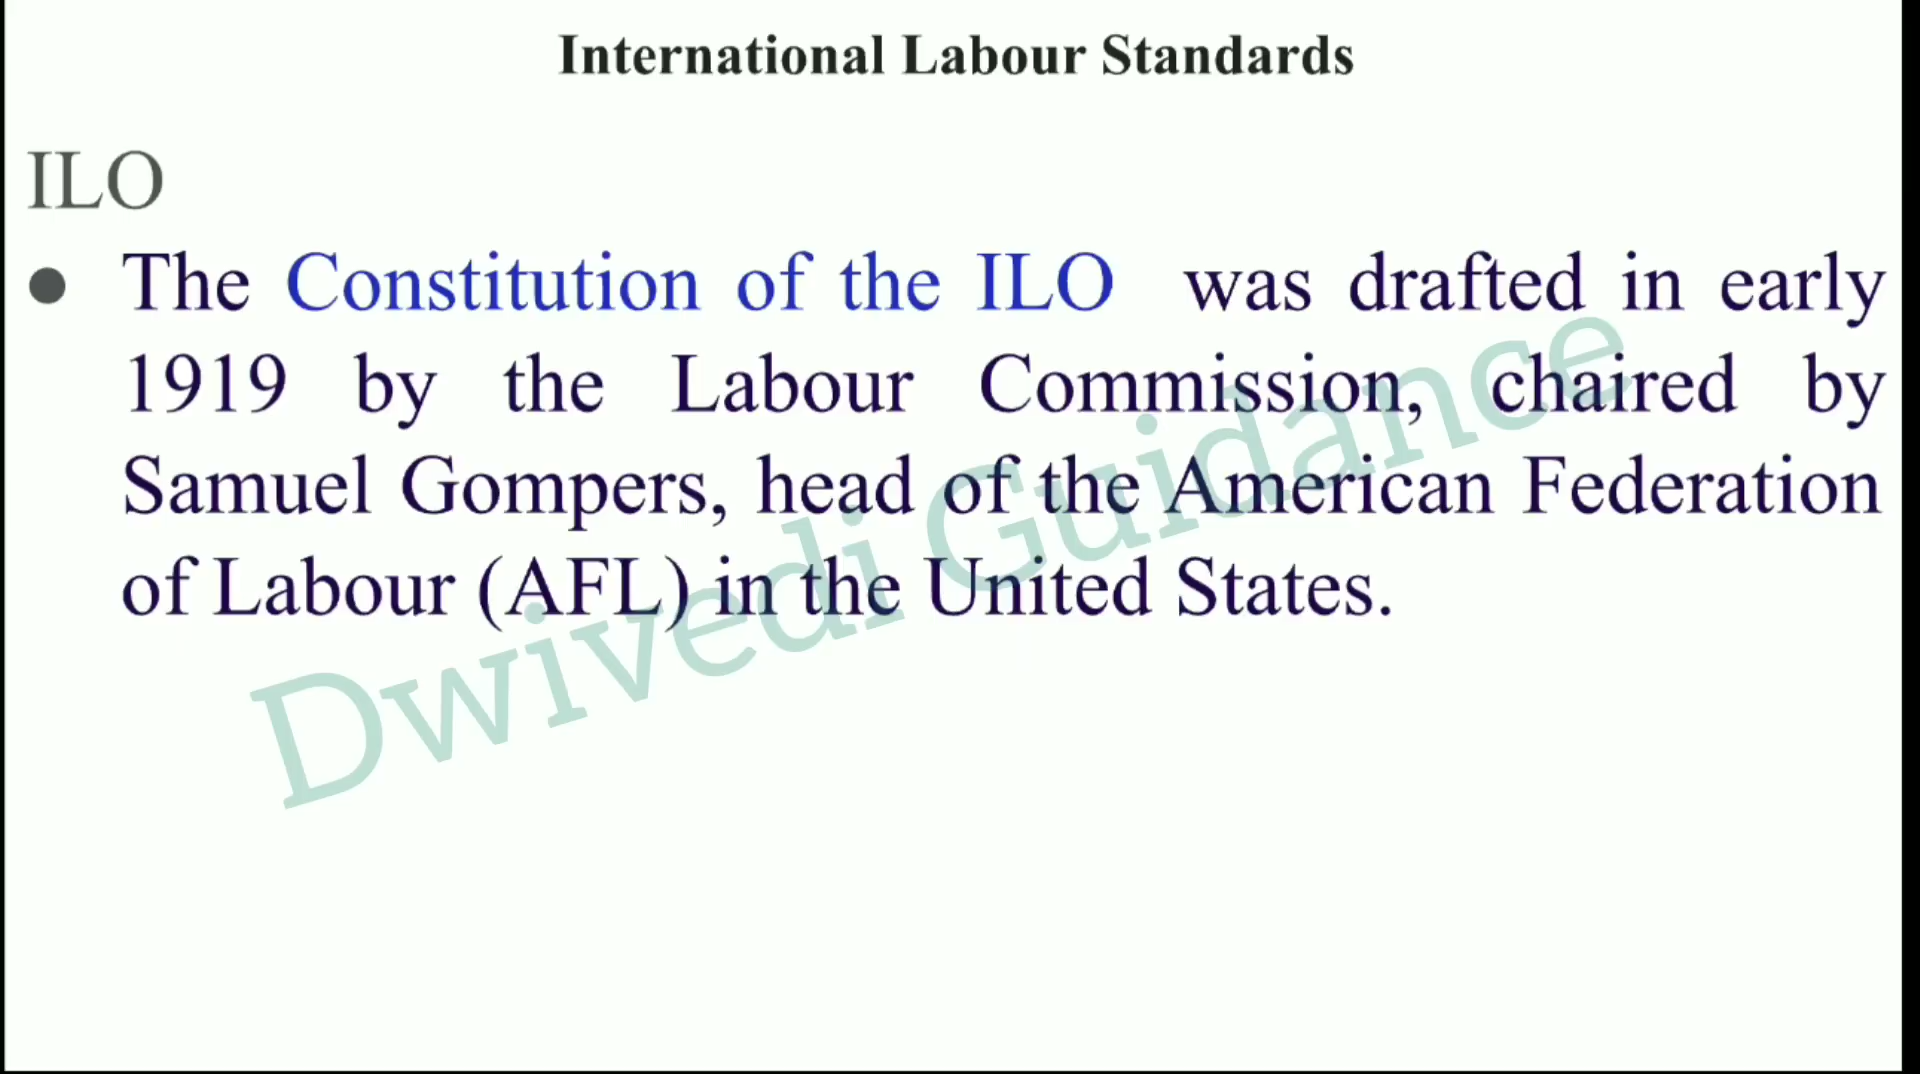 International Labour Standards
ILO
● The Constitution of the ILO was drafted in early
1919 by the Labour Commission, chaired by
Samuel Gompers, head of the American Federation
of Labour (AFL) in the United States.
Dwivedi Guidance